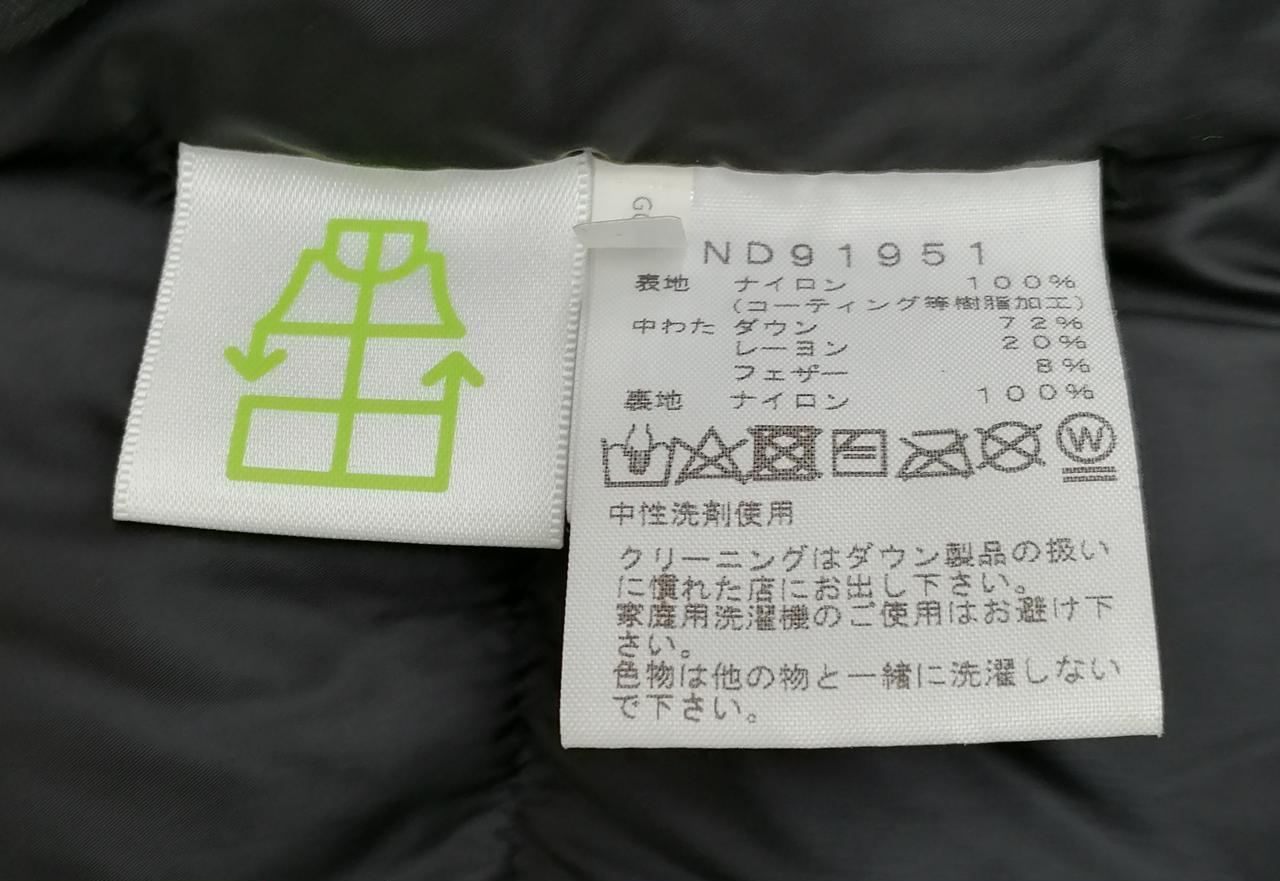 GO
ND91951
表地 ナイロン 100%
(コーティング等樹脂加工)
中わた ダウン 72%
レーヨン 20%
フェザー 8%
裏地 ナイロン 100%
W
中性洗剤使用
クリーニングはダウン製品の扱い
に慣れた店にお出し下さい。
家庭用洗濯機のご使用はお避け下
さい。
色物は他の物と一緒に洗濯しない
で下さい。